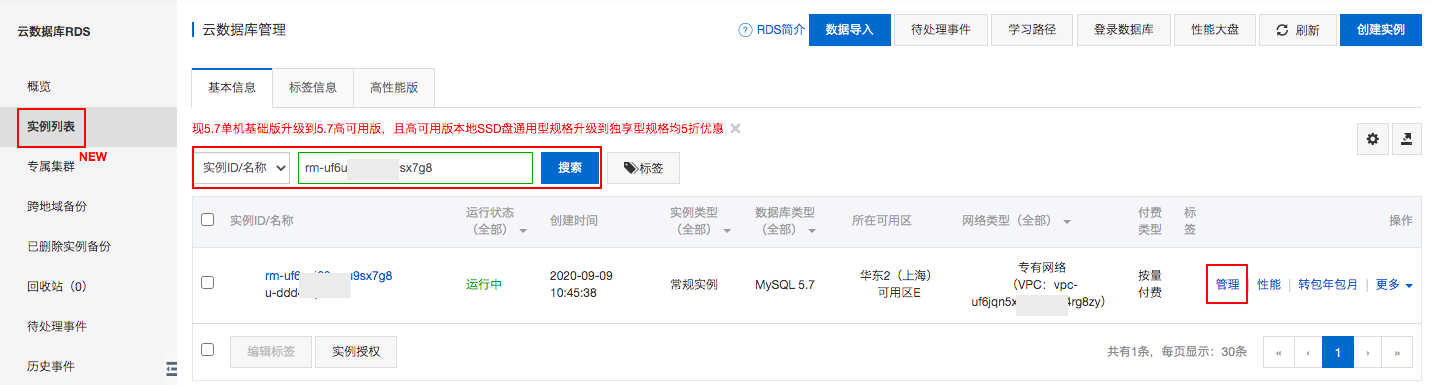 云数据库RDS
概览
实例列表
专属集群
NEW
跨地域备份
已删除实例备份
回收站（0）
待处理事件
历史事件
云数据库管理
? RDS简介
数据导入
待处理事件
学习路径
登录数据库
性能大盘
刷新
创建实例
基本信息
标签信息
高性能版
现5.7单机基础版升级到5.7高可用版，且高可用版本地SSD盘通用型规格升级到独享型规格均5折优惠
实例ID/名称
rm-uf6u sx7g8
搜索
标签
实例ID/名称
运行状态
（全部）
创建时间
实例类型
（全部）
数据库类型
（全部）
所在可用区
网络类型（全部）
付费
类型
标
签
操作
rm-uf6 9sx7g8
u-ddd
运行中
2020-09-09
10:45:38
常规实例
MySQL 5.7
华东2（上海）
可用区E
专有网络
（VPC：vpc-
uf6jqn5x 4rg8zy）
按量
付费
管理 | 性能 | 转包年包月 | 更多
编辑标签
实例授权
共有1条，每页显示：30条
« ‹ 1 › »